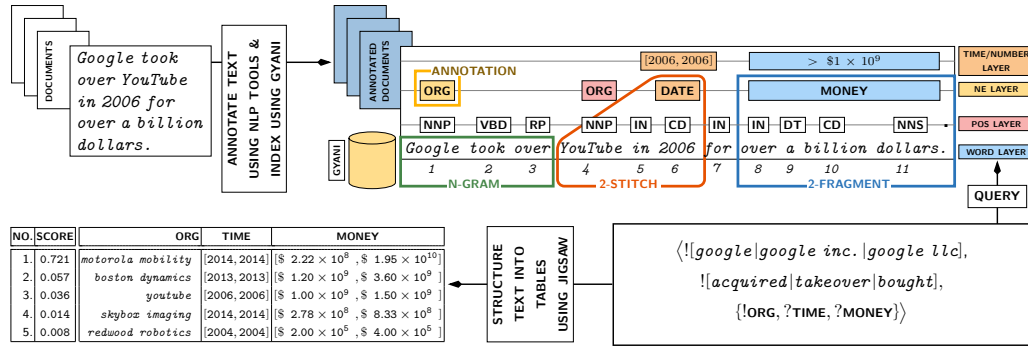 DOCUMENTS
Google took
over YouTube
in 2006 for
over a billion
dollars.
ANNOTATE TEXT
USING NLP TOOLS &
INDEX USING GYANI
ANNOTATED
DOCUMENTS
GYANI
[2006, 2006] > $1 × 10⁹
TIME/NUMBER
LAYER
ANNOTATION
ORG ORG DATE MONEY
NE LAYER
NNP VBD RP NNP IN CD IN IN DT CD NNS .
POS LAYER
Google took over YouTube in 2006 for over a billion dollars.
WORD LAYER
1 2 3 4 5 6 7 8 9 10 11
N-GRAM 2-STITCH 2-FRAGMENT
QUERY
⟨![google|google inc.|google llc],
![acquired|takeover|bought],
{!ORG, ?TIME, ?MONEY}⟩
STRUCTURE
TEXT INTO
TABLES
USING JIGSAW
NO. SCORE ORG TIME MONEY
1. 0.721 motorola mobility [2014, 2014] [$ 2.22 × 10⁸ , $ 1.95 × 10¹⁰ ]
2. 0.057 boston dynamics [2013, 2013] [$ 1.20 × 10⁹ , $ 3.60 × 10⁹ ]
3. 0.036 youtube [2006, 2006] [$ 1.00 × 10⁹ , $ 1.50 × 10⁹ ]
4. 0.014 skybox imaging [2014, 2014] [$ 2.78 × 10⁸ , $ 8.33 × 10⁸ ]
5. 0.008 redwood robotics [2004, 2004] [$ 2.00 × 10⁵ , $ 4.00 × 10⁵ ]